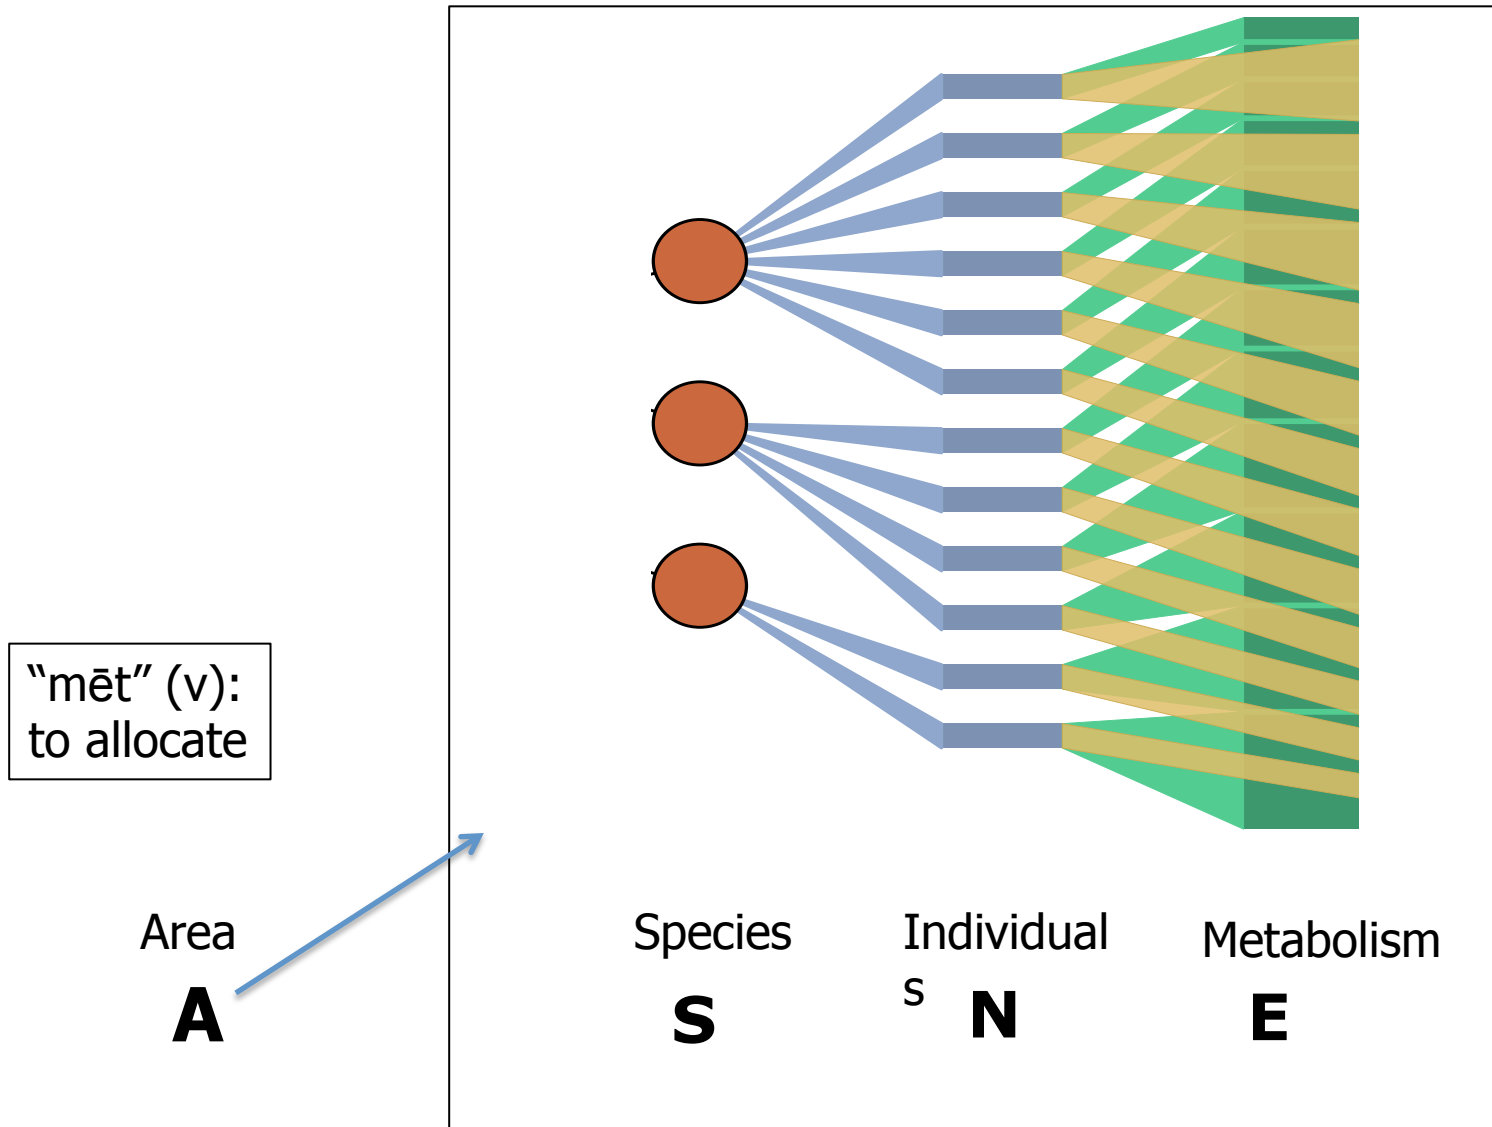 “mēt” (v):
to allocate
Area
A
Species
S
Individual
s
N
Metabolism
E